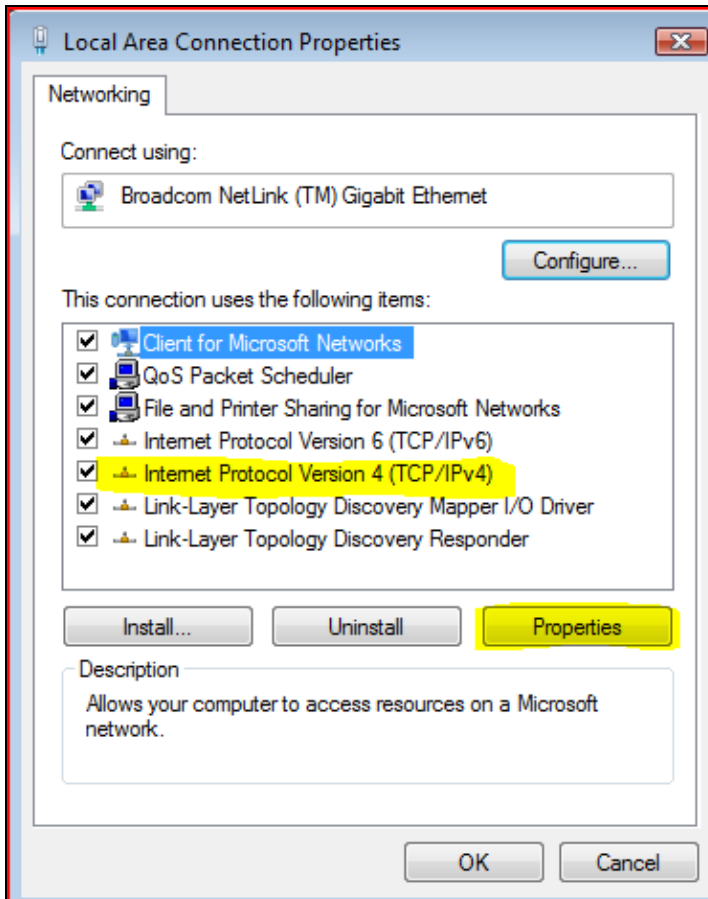 Local Area Connection Properties
Networking
Connect using:
Broadcom NetLink (TM) Gigabit Ethernet
Configure...
This connection uses the following items:
Client for Microsoft Networks
QoS Packet Scheduler
File and Printer Sharing for Microsoft Networks
Internet Protocol Version 6 (TCP/IPv6)
Internet Protocol Version 4 (TCP/IPv4)
Link-Layer Topology Discovery Mapper I/O Driver
Link-Layer Topology Discovery Responder
Install... Uninstall Properties
Description
Allows your computer to access resources on a Microsoft
network.
OK Cancel